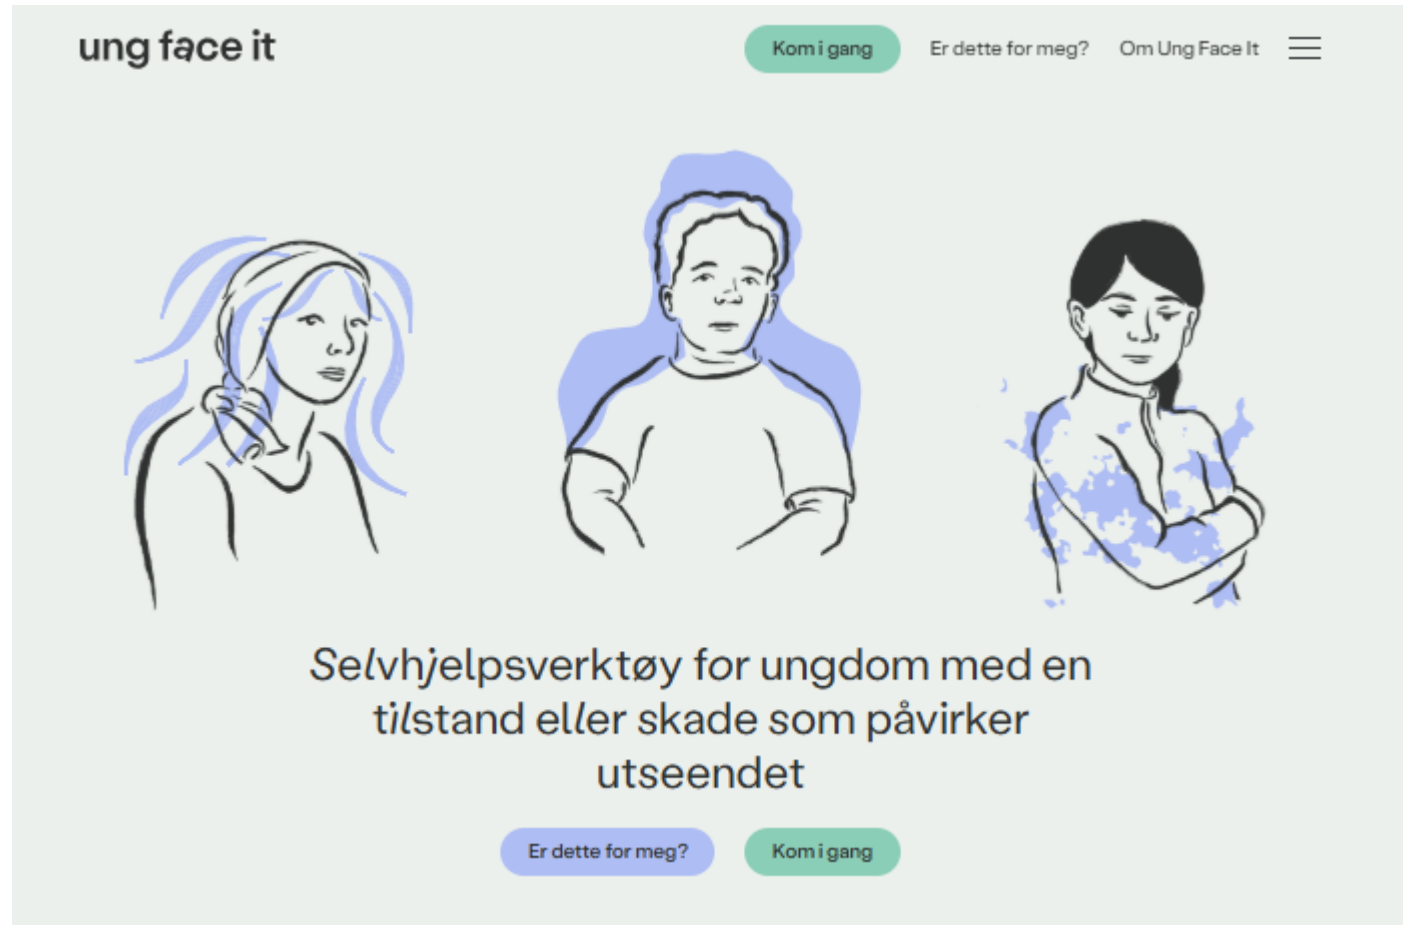 ung face it
Kom i gang
Er dette for meg?
Om Ung Face It
Selvhjelpsverktøy for ungdom med en
tilstand eller skade som påvirker
utseendet
Er dette for meg?
Kom i gang